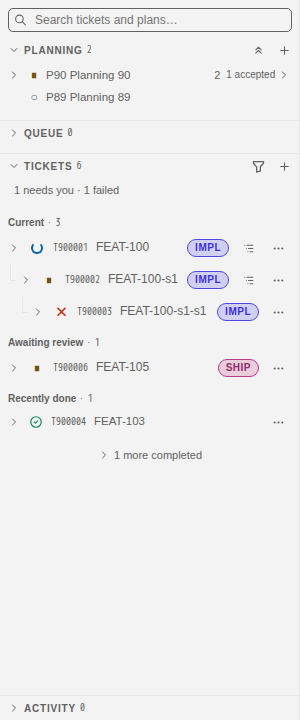 Search tickets and plans…
PLANNING 2
P90 Planning 90 2 1 accepted
P89 Planning 89
QUEUE 0
TICKETS 6
1 needs you · 1 failed
Current · 3
T900001 FEAT-100 IMPL
T900002 FEAT-100-s1 IMPL
T900003 FEAT-100-s1-s1 IMPL
Awaiting review · 1
T900006 FEAT-105 SHIP
Recently done · 1
T900004 FEAT-103
1 more completed
ACTIVITY 0